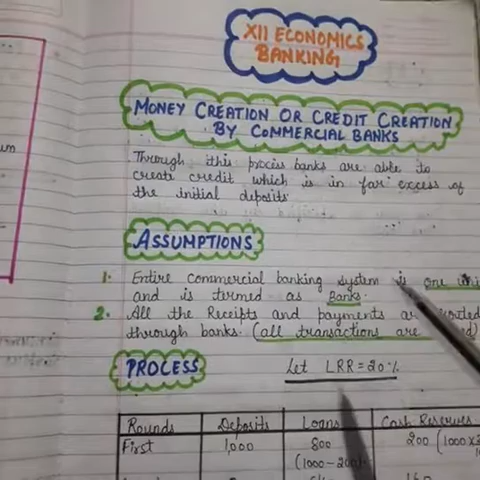 XII ECONOMICS
BANKING
MONEY CREATION OR CREDIT CREATION
BY COMMERCIAL BANKS
Through this process banks are able to
create credit which is in far excess of
the initial deposits
ASSUMPTIONS
1. Entire commercial banking system is one
and is termed as Banks.
2. All the Receipts and payments
through banks. (all transactions are
PROCESS
Let LRR = 20%
Rounds Deposits Loans Cash Reserves
First 1,000 800 200
(1000-200)